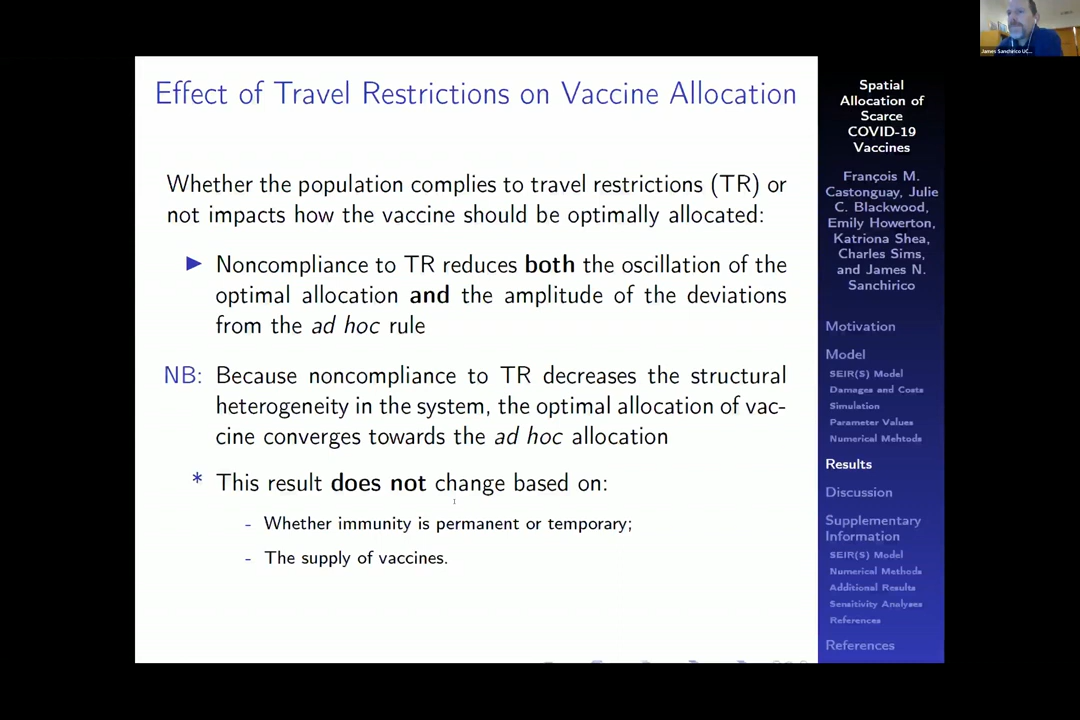 James Sanchirico UC...
Effect of Travel Restrictions on Vaccine Allocation
Whether the population complies to travel restrictions (TR) or
not impacts how the vaccine should be optimally allocated:
▶ Noncompliance to TR reduces both the oscillation of the
optimal allocation and the amplitude of the deviations
from the ad hoc rule
NB: Because noncompliance to TR decreases the structural
heterogeneity in the system, the optimal allocation of vac-
cine converges towards the ad hoc allocation
* This result does not change based on:
- Whether immunity is permanent or temporary;
- The supply of vaccines.
Spatial
Allocation of
Scarce
COVID-19
Vaccines
François M.
Castonguay, Julie
C. Blackwood,
Emily Howerton,
Katriona Shea,
Charles Sims,
and James N.
Sanchirico
Motivation
Model
SEIR(S) Model
Damages and Costs
Simulation
Parameter Values
Numerical Mehtods
Results
Discussion
Supplementary
Information
SEIR(S) Model
Numerical Methods
Additional Results
Sensitivity Analyses
References
References